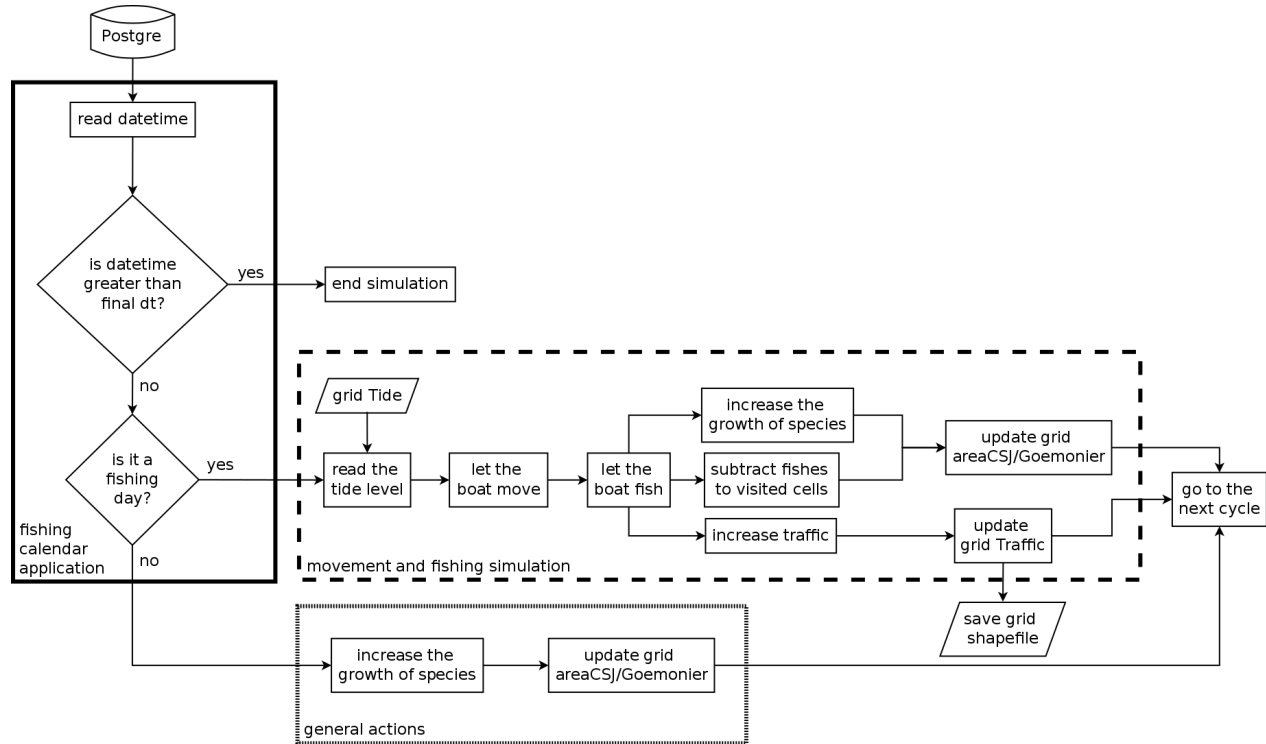 Postgre
read datetime
is datetime
greater than
final dt?
yes
end simulation
no
is it a
fishing
day?
yes
no
fishing
calendar
application
grid Tide
read the
tide level
let the
boat move
let the
boat fish
increase the
growth of species
subtract fishes
to visited cells
increase traffic
update grid
areaCSJ/Goemonier
update
grid Traffic
go to the
next cycle
movement and fishing simulation
save grid
shapefile
increase the
growth of species
update grid
areaCSJ/Goemonier
general actions